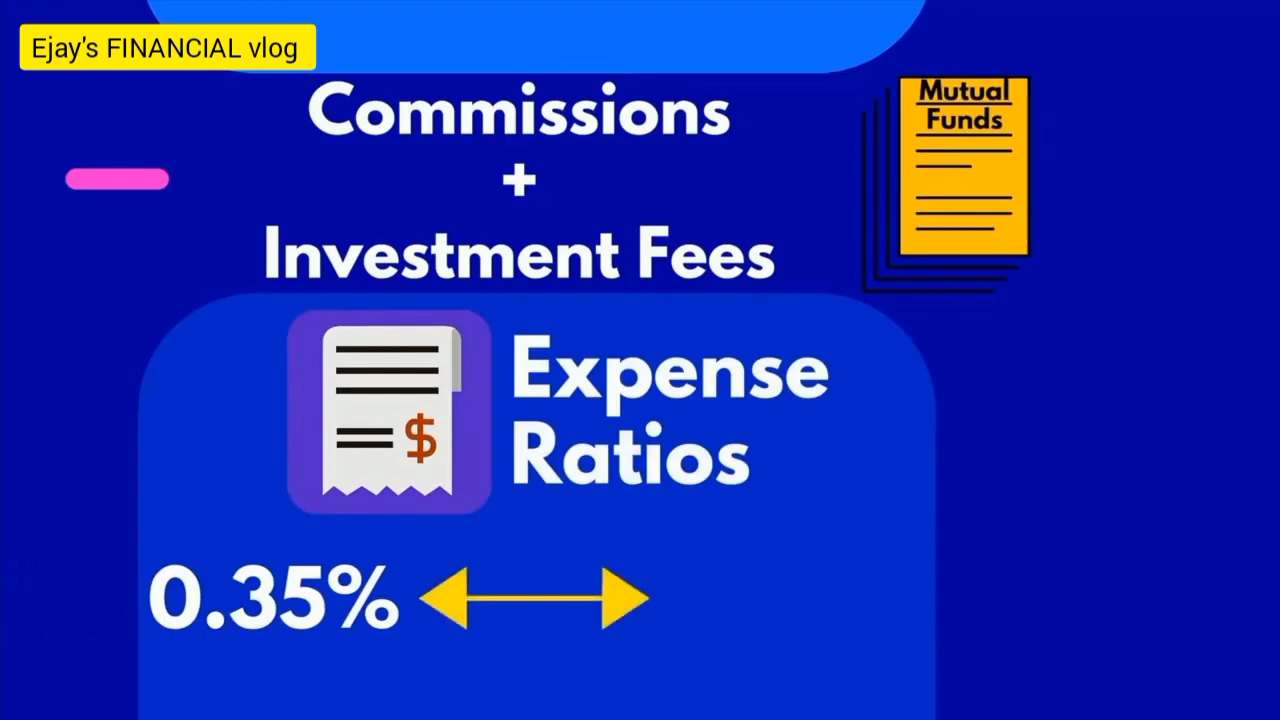 Ejay's FINANCIAL vlog
Commissions
+
Investment Fees
Mutual
Funds
$
Expense
Ratios
0.35%